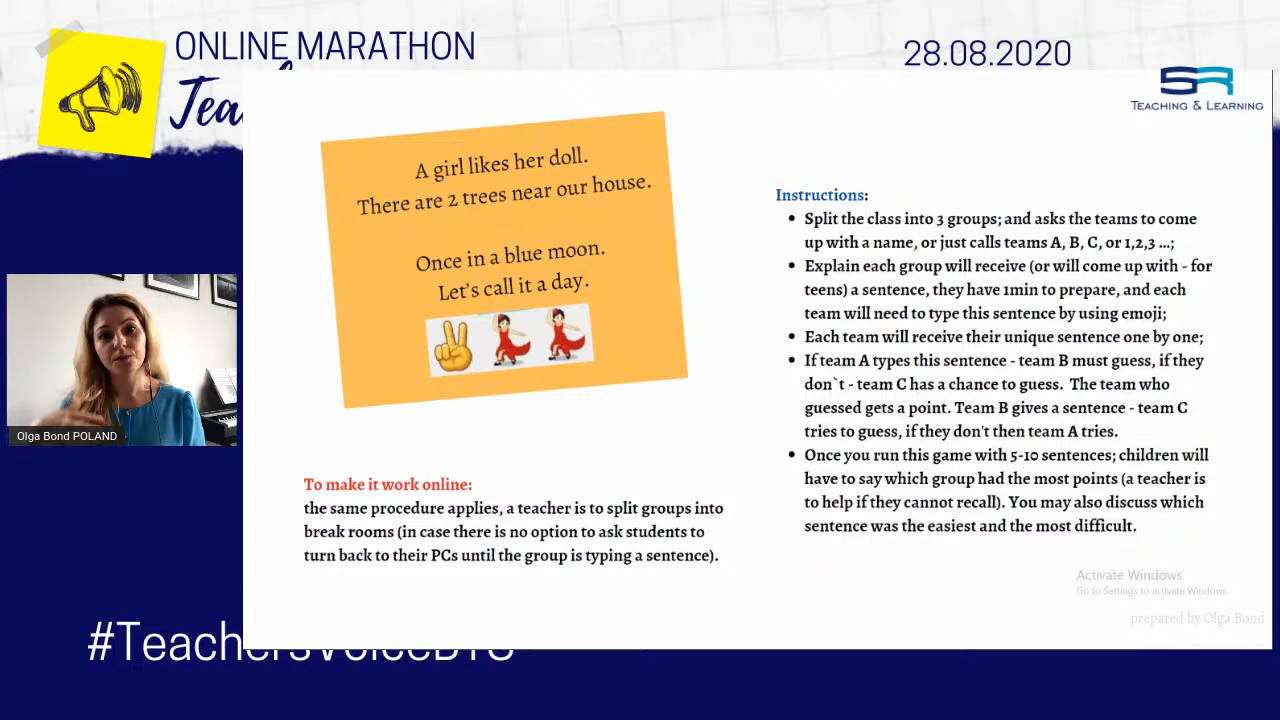 ONLINE MARATHON
28.08.2020
SR
TEACHING & LEARNING
A girl likes her doll.
There are 2 trees near our house.
Once in a blue moon.
Let's call it a day.
Instructions:
• Split the class into 3 groups; and asks the teams to come
up with a name, or just calls teams A, B, C, or 1,2,3 ...;
• Explain each group will receive (or will come up with - for
teens) a sentence, they have 1min to prepare, and each
team will need to type this sentence by using emoji;
• Each team will receive their unique sentence one by one;
• If team A types this sentence - team B must guess, if they
don`t - team C has a chance to guess.  The team who
guessed gets a point. Team B gives a sentence - team C
tries to guess, if they don't then team A tries.
• Once you run this game with 5-10 sentences; children will
have to say which group had the most points (a teacher is
to help if they cannot recall). You may also discuss which
sentence was the easiest and the most difficult.
Olga Bond POLAND
To make it work online:
the same procedure applies, a teacher is to split groups into
break rooms (in case there is no option to ask students to
turn back to their PCs until the group is typing a sentence).
Activate Windows
Go to Settings to activate Windows.
prepared by Olga Bond